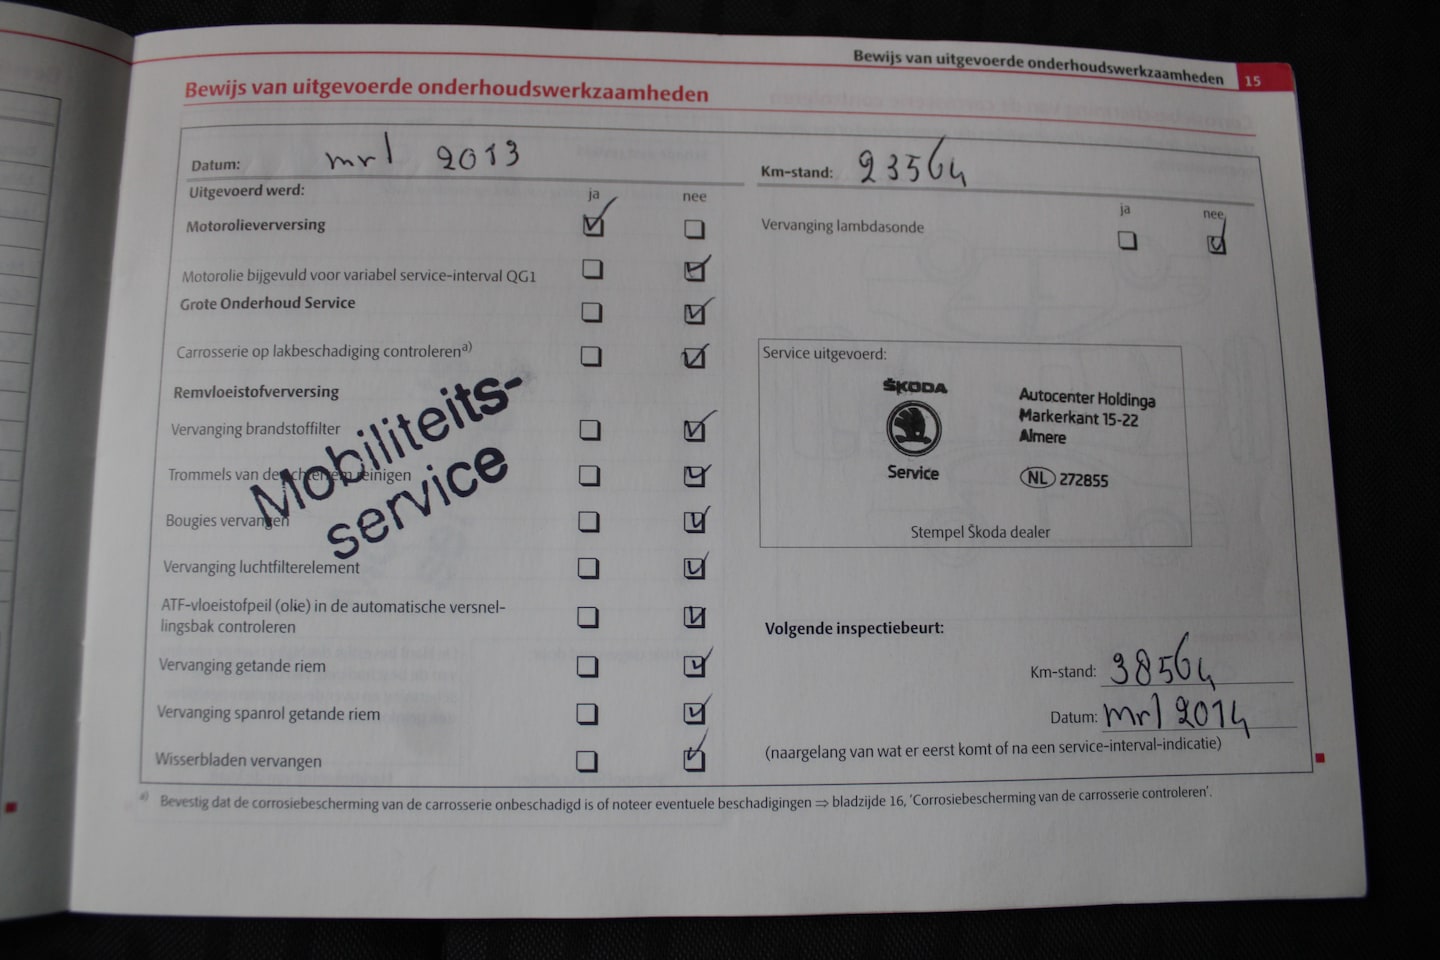 Bewijs van uitgevoerde onderhoudswerkzaamheden 15
Bewijs van uitgevoerde onderhoudswerkzaamheden
Datum: mrl 2013
Km-stand: 23564
Uitgevoerd werd:
ja nee
Motorolieverversing
Motorolie bijgevuld voor variabel service-interval QG1
Grote Onderhoud Service
Carrosserie op lakbeschadiging controleren a)
Remvloeistofverversing
Vervanging brandstoffilter
Trommels van de achterrem reinigen
Bougies vervangen
Vervanging luchtfilterelement
ATF-vloeistofpeil (olie) in de automatische versnel-
lingsbak controleren
Vervanging getande riem
Vervanging spanrol getande riem
Wisserbladen vervangen
Mobiliteits-
service
ja nee
Vervanging lambdasonde
Service uitgevoerd:
ŠKODA
Service
Autocenter Holdinga
Markerkant 15-22
Almere
NL 272855
Stempel Škoda dealer
Volgende inspectiebeurt:
Km-stand: 38564
Datum: mrl 2014
(naargelang van wat er eerst komt of na een service-interval-indicatie)
a) Bevestig dat de corrosiebescherming van de carrosserie onbeschadigd is of noteer eventuele beschadigingen ⇒ bladzijde 16, 'Corrosiebescherming van de carrosserie controleren'.